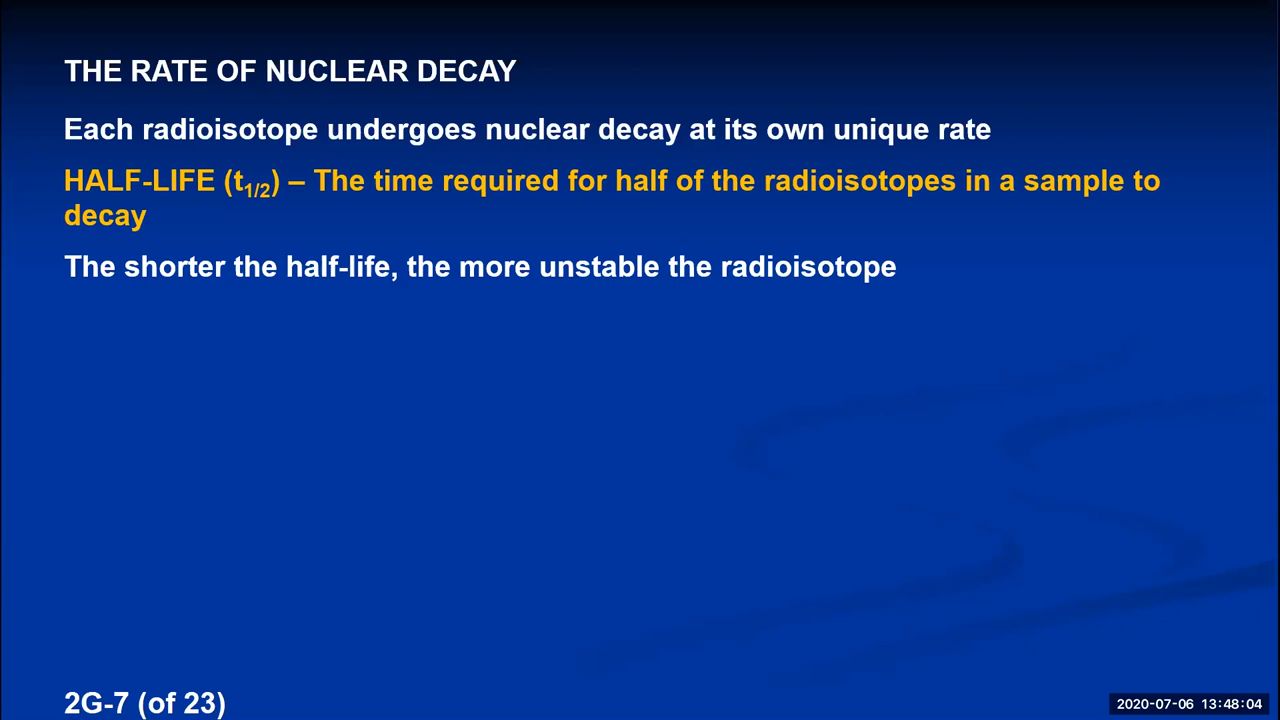 THE RATE OF NUCLEAR DECAY
Each radioisotope undergoes nuclear decay at its own unique rate
HALF-LIFE (t1/2) – The time required for half of the radioisotopes in a sample to
decay
The shorter the half-life, the more unstable the radioisotope
2G-7 (of 23)
2020-07-06 13:48:04